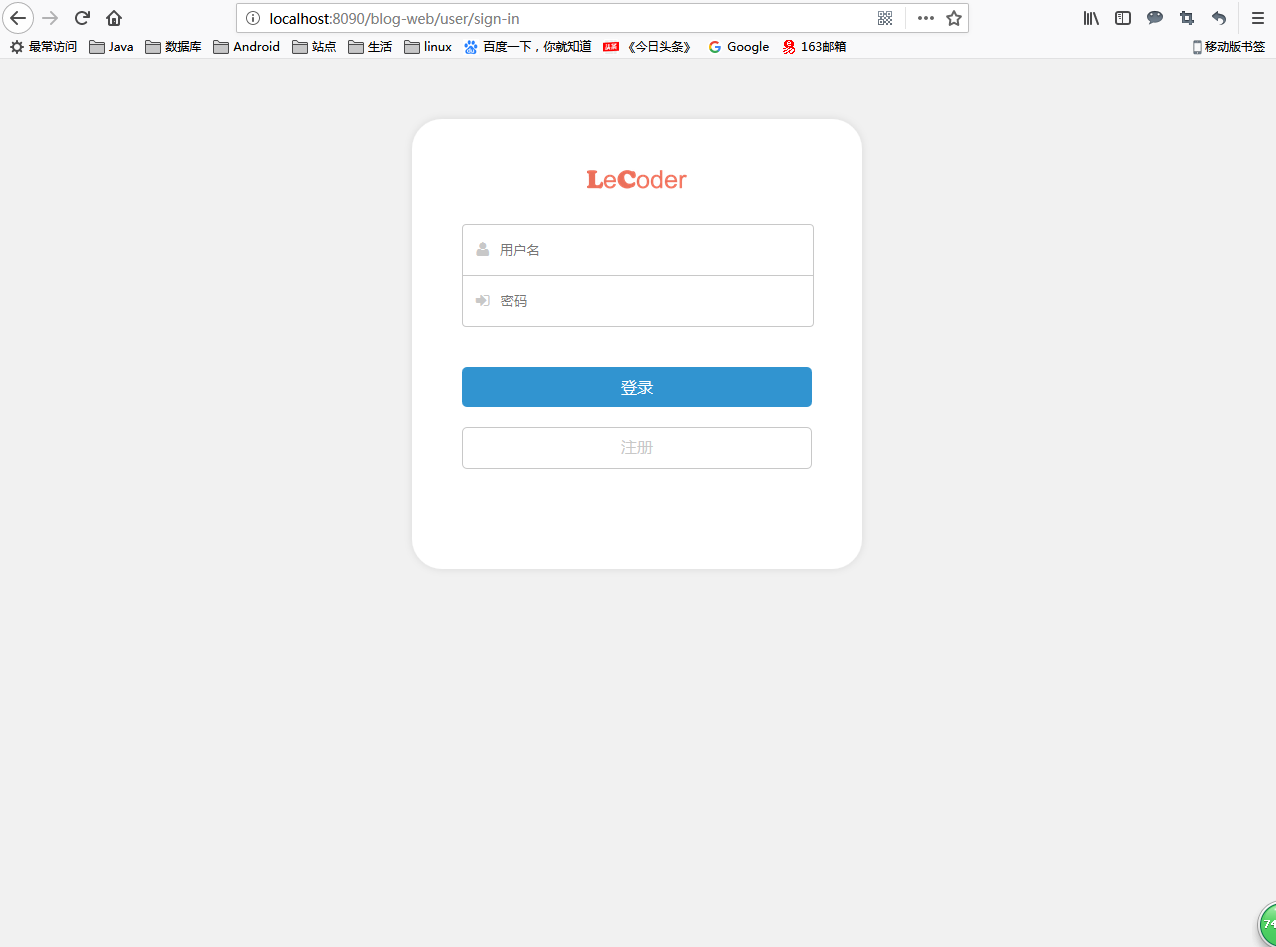 localhost:8090/blog-web/user/sign-in
最常访问 Java 数据库 Android 站点 生活 linux 百度一下，你就知道 头条 《今日头条》 Google 163邮箱 移动版书签
LeCoder
用户名
密码
登录
注册